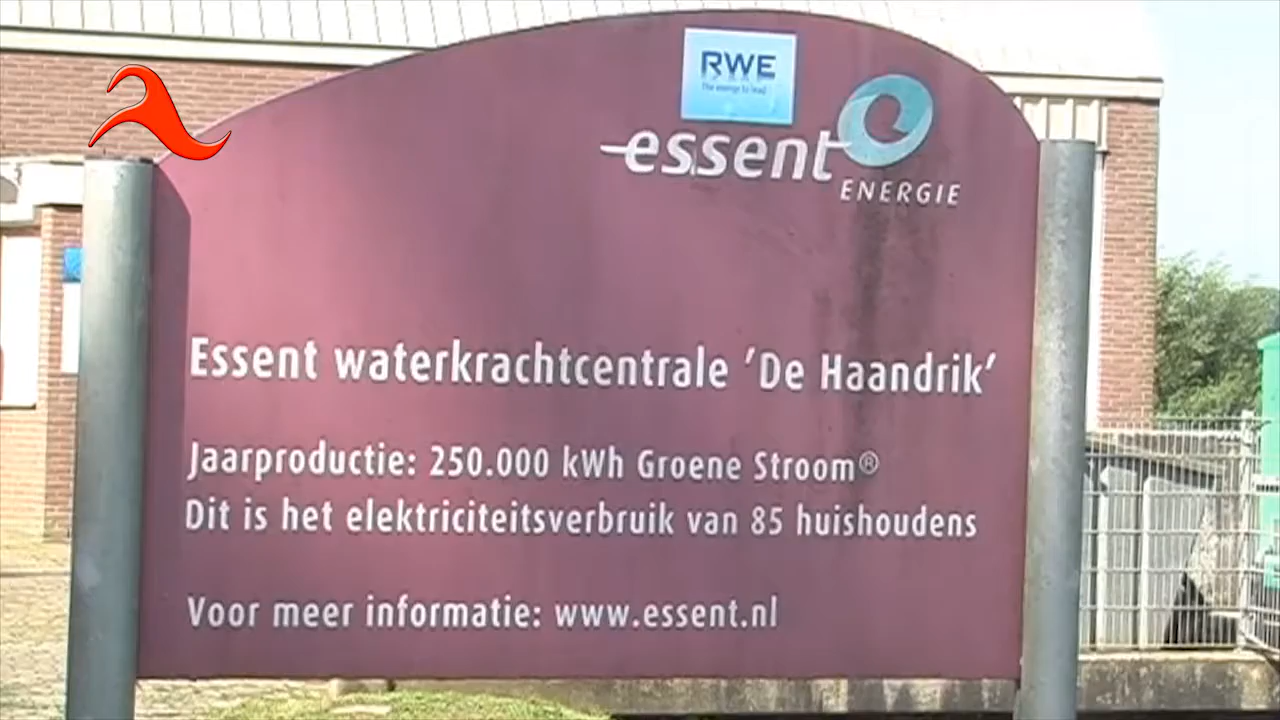 RWE
The energy to lead
essent
ENERGIE
Essent waterkrachtcentrale 'De Haandrik'
Jaarproductie: 250.000 kWh Groene Stroom®
Dit is het elektriciteitsverbruik van 85 huishoudens
Voor meer informatie: www.essent.nl